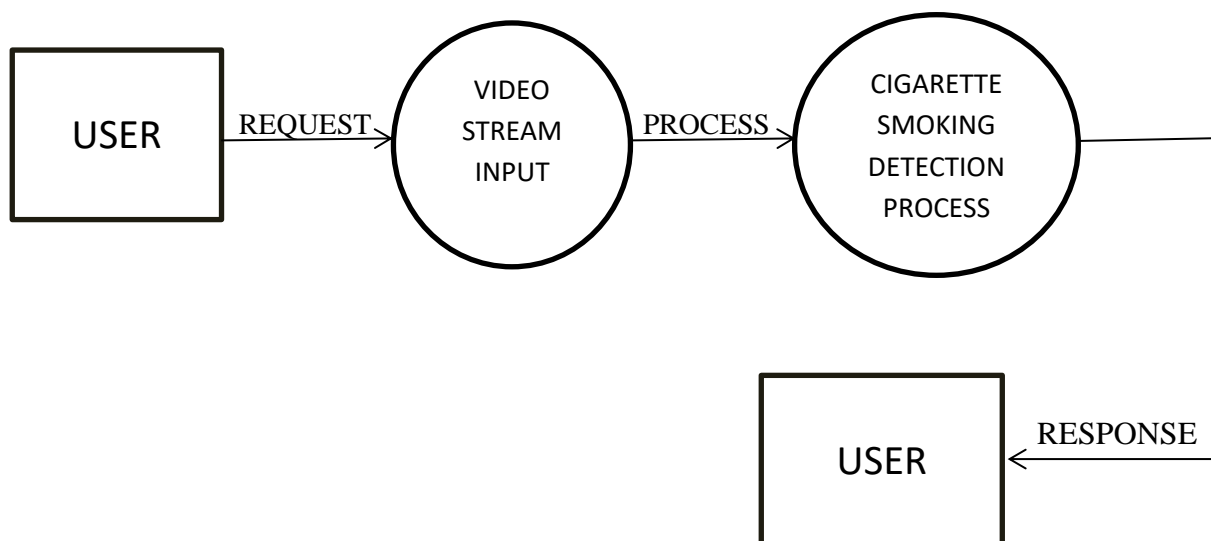 USER
REQUEST
VIDEO
STREAM
INPUT
PROCESS
CIGARETTE
SMOKING
DETECTION
PROCESS
RESPONSE
USER